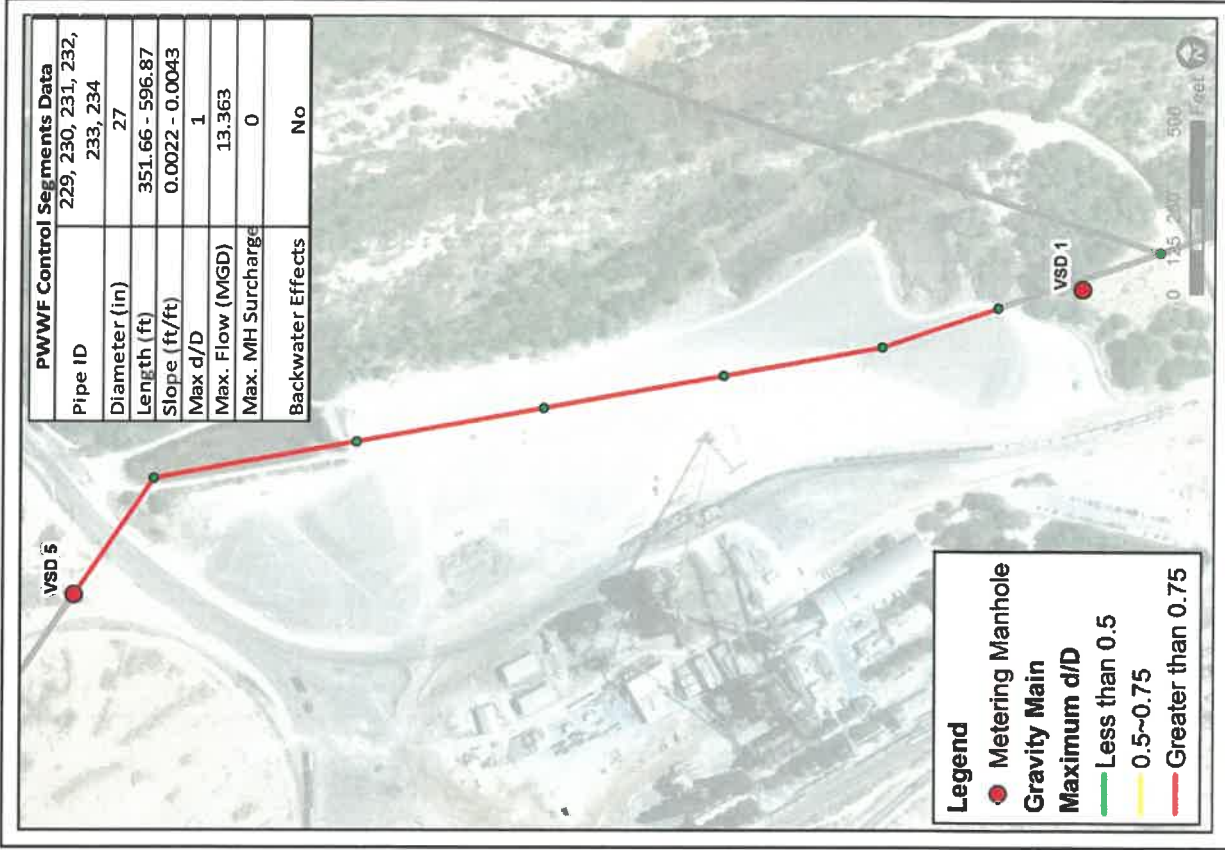 PWWF Control Segments Data
Pipe ID 229, 230, 231, 232, 233, 234
Diameter (in) 27
Length (ft) 351.66 - 596.87
Slope (ft/ft) 0.0022 - 0.0043
Max d/D 1
Max. Flow (MGD) 13.363
Max. MH Surcharge 0
Backwater Effects No
VSD 5
VSD 1
0 125 250 500
Feet
Legend
Metering Manhole
Gravity Main
Maximum d/D
Less than 0.5
0.5~0.75
Greater than 0.75